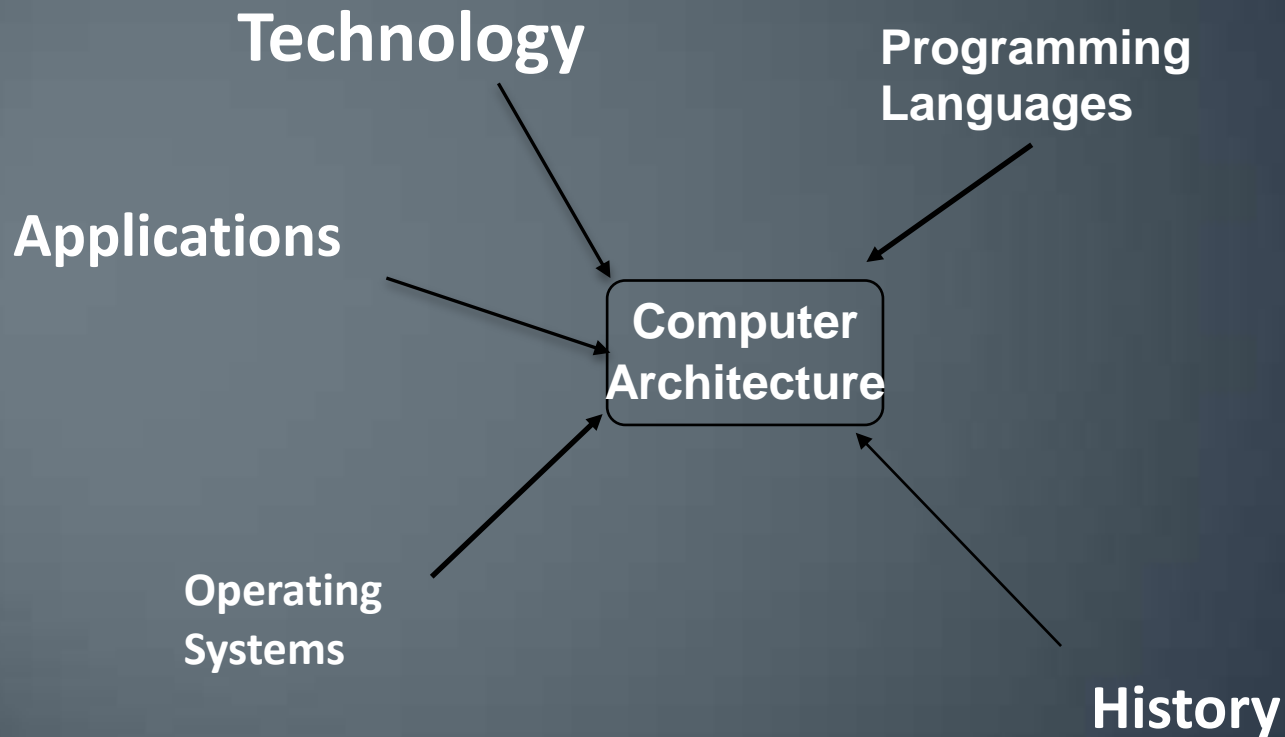 Technology
Programming
Languages
Applications
Computer
Architecture
Operating
Systems
History